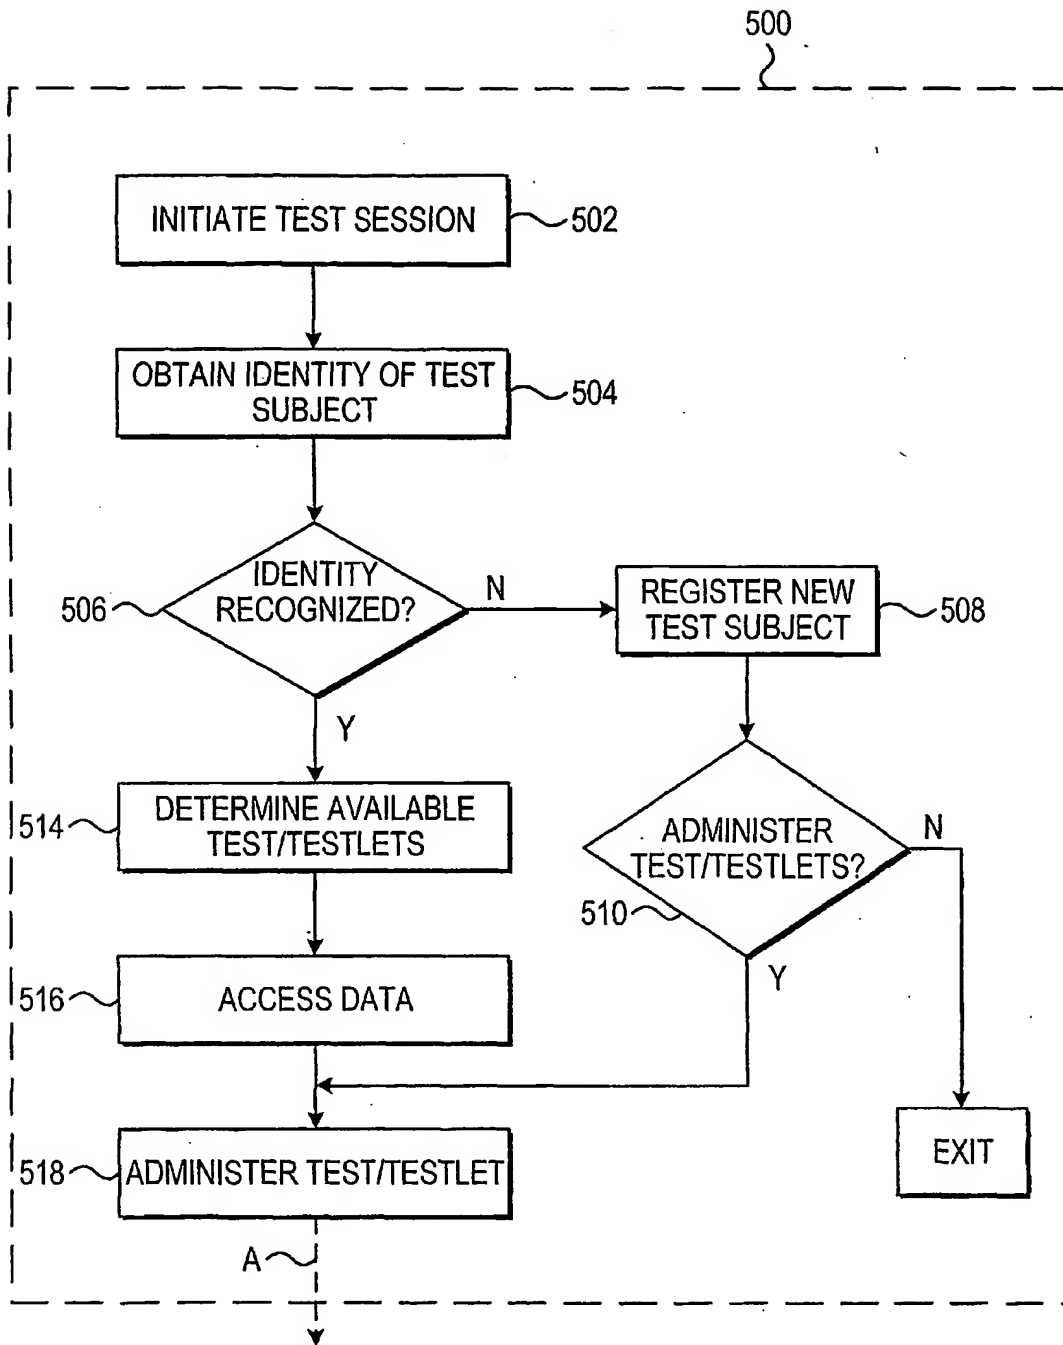 500
INITIATE TEST SESSION
502
OBTAIN IDENTITY OF TEST
SUBJECT
504
IDENTITY
RECOGNIZED?
506
N
REGISTER NEW
TEST SUBJECT
508
Y
DETERMINE AVAILABLE
TEST/TESTLETS
514
ADMINISTER
TEST/TESTLETS?
N
510
Y
516
ACCESS DATA
518
ADMINISTER TEST/TESTLET
EXIT
A